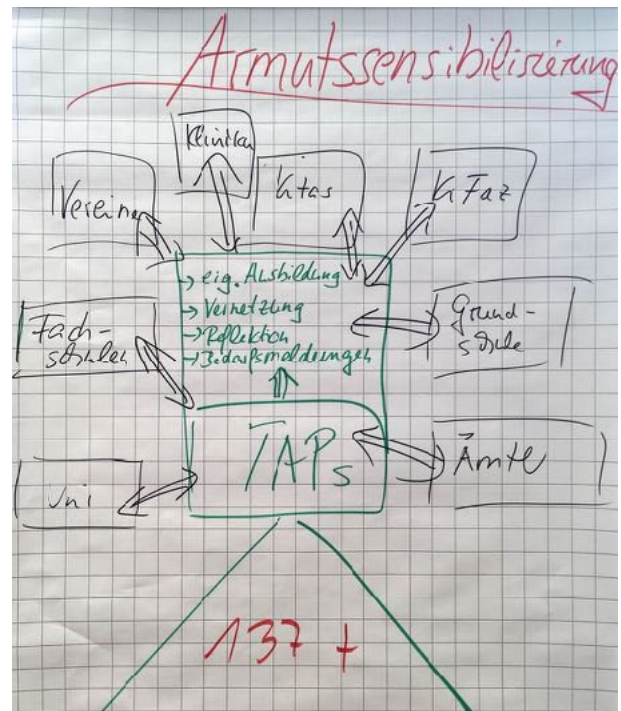 Armutssensibilisierung
Kliniken
Vereine
Kitas
KiFaz
→ eig. Ausbildung
→ Vernetzung
→ Reflektion
→ Bedarfsmeldungen
Fach-
schulen
Grund-
schule
TAPs
Ämter
Uni
137 +